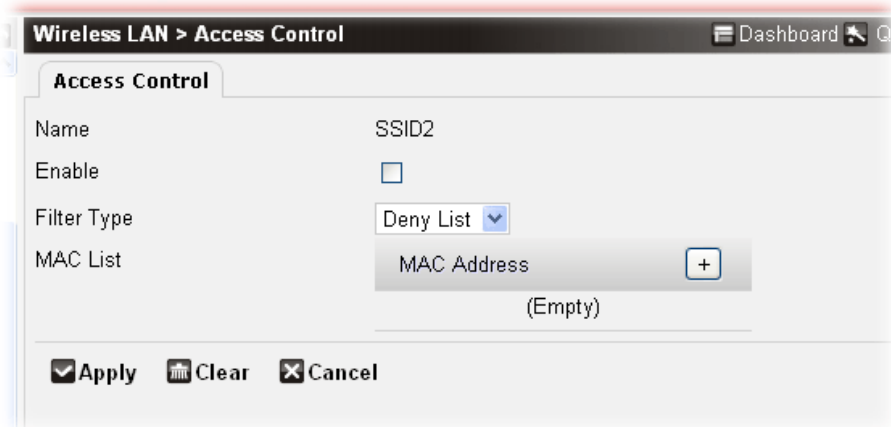 Wireless LAN > Access Control
Dashboard
Access Control
Name SSID2
Enable
Filter Type Deny List
MAC List MAC Address +
(Empty)
Apply Clear Cancel